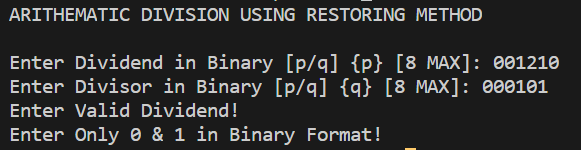 ARITHEMATIC DIVISION USING RESTORING METHOD
Enter Dividend in Binary [p/q] {p} [8 MAX]: 001210
Enter Divisor in Binary [p/q] {q} [8 MAX]: 000101
Enter Valid Dividend!
Enter Only 0 & 1 in Binary Format!